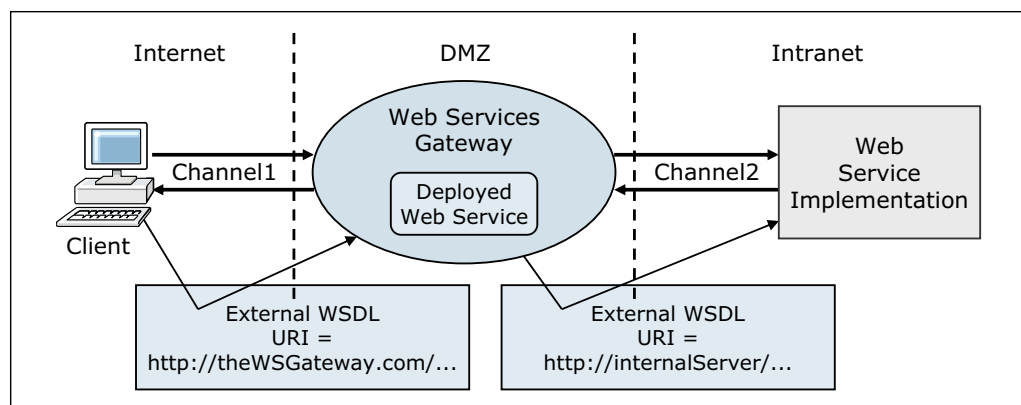 Internet
DMZ
Intranet
Web Services
Gateway
Channel1
Deployed
Web Service
Channel2
Web
Service
Implementation
Client
External WSDL
URI =
http://theWSGateway.com/...
External WSDL
URI =
http://internalServer/...